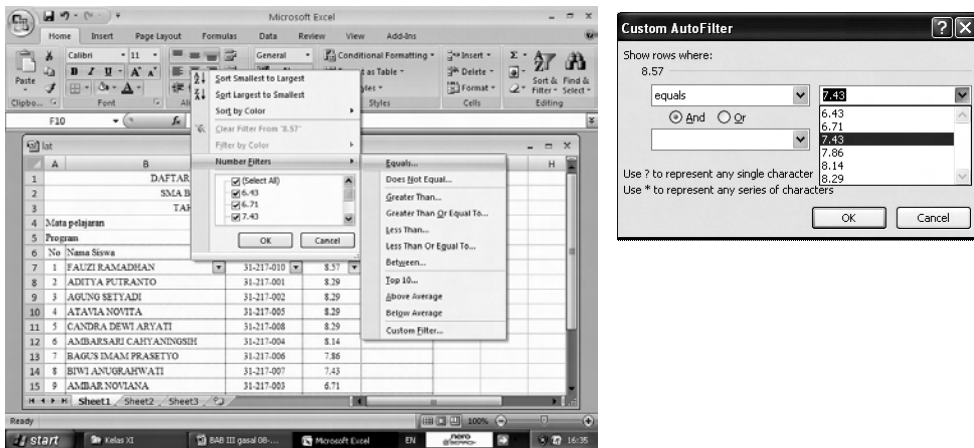 Microsoft Excel
Home Insert Page Layout Formulas Data Review View Add-Ins
Calibri 11 General Conditional Formatting Insert
Paste as Table Delete Sort & Find &
Format Filter Select
Font Styles Cells Editing
F10
Sort Smallest to Largest
Sort Largest to Smallest
Sort by Color
Clear Filter From "8.57"
Filter by Color
Number Filters
(Select All)
6.43
6.71
7.43
OK Cancel
Equals...
Does Not Equal...
Greater Than...
Greater Than Or Equal To...
Less Than...
Less Than Or Equal To...
Between...
Top 10...
Above Average
Below Average
Custom Filter...
lat
A B H
1 DAFTAR
2 SMA B
3
4 Mata pelajaran
5 Program
6 No Nama Siswa
7 1 FAUZI RAMADHAN 31-217-010 8.57
8 2 ADITYA PUTRANTO 31-217-001 8.29
9 3 AGUNG SETYADI 31-217-002 8.29
10 4 ATAVIA NOVITA 31-217-005 8.29
11 5 CANDRA DEWI ARYATI 31-217-008 8.29
12 6 AMBARSARI CAHYANINGSIH 31-217-004 8.14
13 7 BAGUS IMAM PRASETYO 31-217-006 7.86
14 8 BIWI ANUGRAHWATI 31-217-007 7.43
15 9 AMBAR NOVIANA 31-217-003 6.71
Sheet1 Sheet2 Sheet3
Ready 100%
start Kelas XI BAB III gasal 08-... Microsoft Excel EN nero 16:35
Custom AutoFilter
Show rows where:
8.57
equals 7.43
And Or
6.43
6.71
7.43
7.86
8.14
8.29
Use ? to represent any single character
Use * to represent any series of characters
OK Cancel